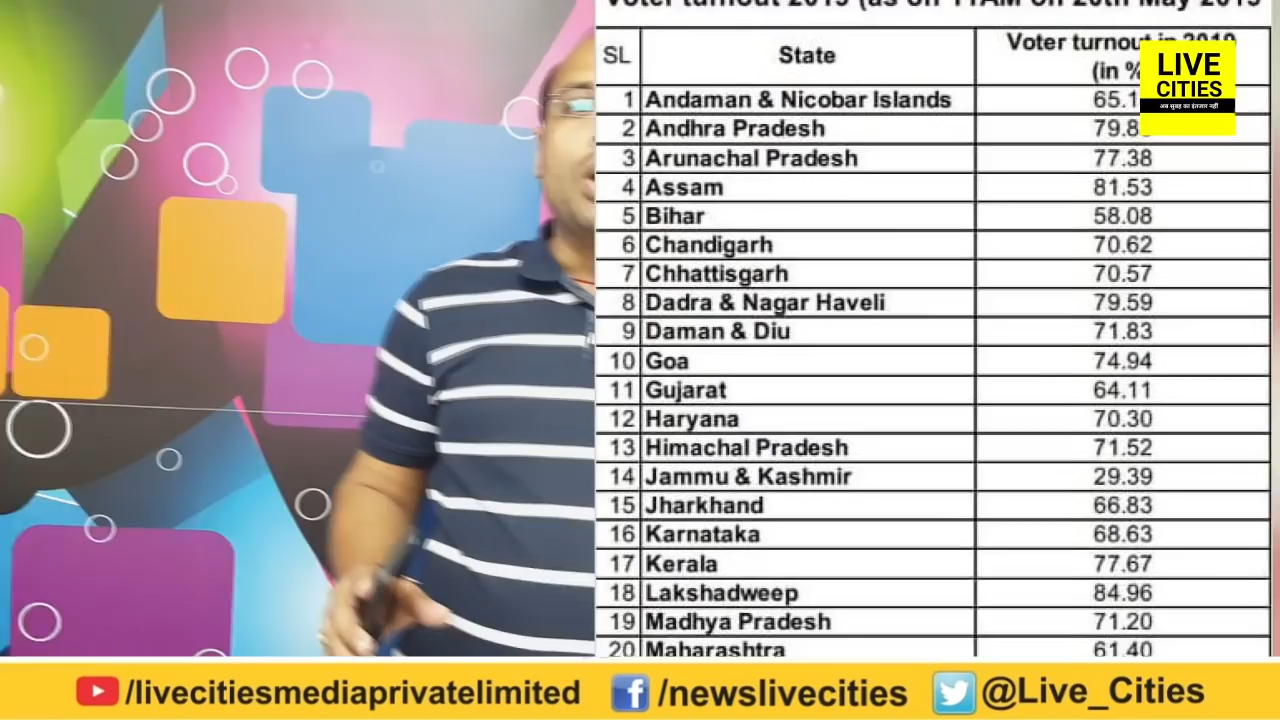 Voter turnout 2019 (as on 11AM on 20th May 2019
SL State Voter turnout in 2019
(in %
1 Andaman & Nicobar Islands 65.1
2 Andhra Pradesh 79.8
3 Arunachal Pradesh 77.38
4 Assam 81.53
5 Bihar 58.08
6 Chandigarh 70.62
7 Chhattisgarh 70.57
8 Dadra & Nagar Haveli 79.59
9 Daman & Diu 71.83
10 Goa 74.94
11 Gujarat 64.11
12 Haryana 70.30
13 Himachal Pradesh 71.52
14 Jammu & Kashmir 29.39
15 Jharkhand 66.83
16 Karnataka 68.63
17 Kerala 77.67
18 Lakshadweep 84.96
19 Madhya Pradesh 71.20
20 Maharashtra 61.40
LIVE
CITIES
अब सुबह का इंतजार नहीं
/livecitiesmediaprivatelimited /newslivecities @Live_Cities